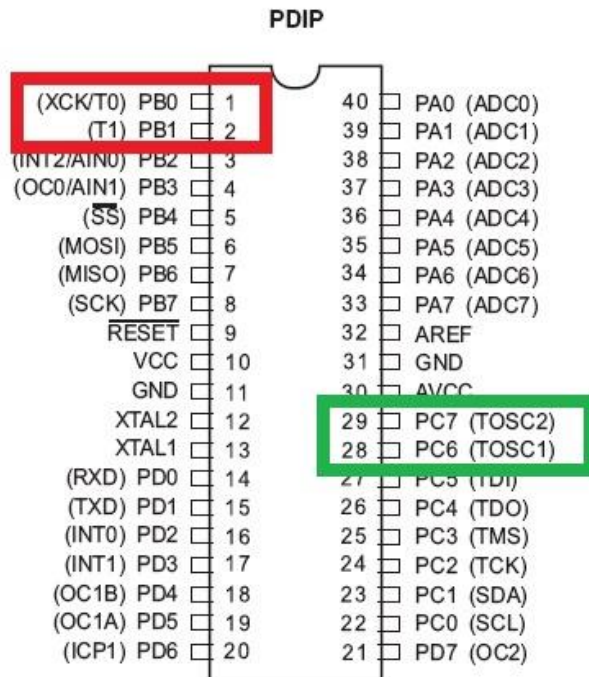 PDIP
(XCK/T0) PB0 1 40 PA0 (ADC0)
(T1) PB1 2 39 PA1 (ADC1)
(INT2/AIN0) PB2 3 38 PA2 (ADC2)
(OC0/AIN1) PB3 4 37 PA3 (ADC3)
(SS) PB4 5 36 PA4 (ADC4)
(MOSI) PB5 6 35 PA5 (ADC5)
(MISO) PB6 7 34 PA6 (ADC6)
(SCK) PB7 8 33 PA7 (ADC7)
RESET 9 32 AREF
VCC 10 31 GND
GND 11 30 AVCC
XTAL2 12 29 PC7 (TOSC2)
XTAL1 13 28 PC6 (TOSC1)
(RXD) PD0 14 27 PC5 (TDI)
(TXD) PD1 15 26 PC4 (TDO)
(INT0) PD2 16 25 PC3 (TMS)
(INT1) PD3 17 24 PC2 (TCK)
(OC1B) PD4 18 23 PC1 (SDA)
(OC1A) PD5 19 22 PC0 (SCL)
(ICP1) PD6 20 21 PD7 (OC2)